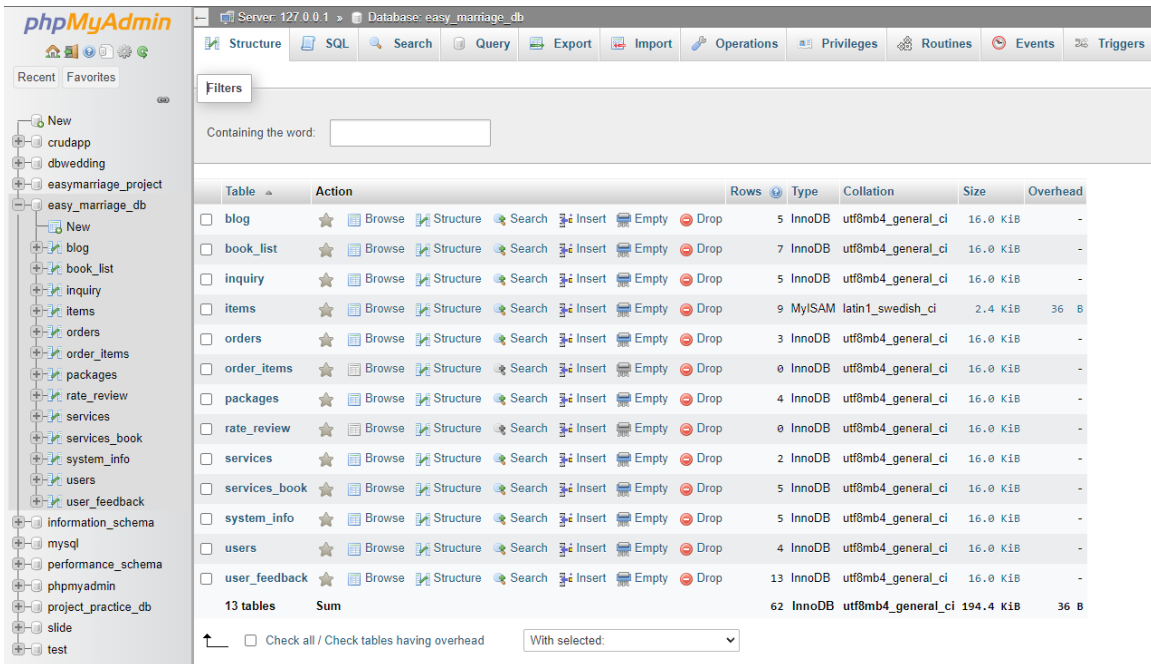 phpMyAdmin
Recent Favorites
New
crudapp
dbwedding
easymarriage_project
easy_marriage_db
New
blog
book_list
inquiry
items
orders
order_items
packages
rate_review
services
services_book
system_info
users
user_feedback
information_schema
mysql
performance_schema
phpmyadmin
project_practice_db
slide
test
Server: 127.0.0.1 » Database: easy_marriage_db
Structure SQL Search Query Export Import Operations Privileges Routines Events Triggers
Filters
Containing the word:
Table Action Rows Type Collation Size Overhead
blog Browse Structure Search Insert Empty Drop 5 InnoDB utf8mb4_general_ci 16.0 KiB -
book_list Browse Structure Search Insert Empty Drop 7 InnoDB utf8mb4_general_ci 16.0 KiB -
inquiry Browse Structure Search Insert Empty Drop 5 InnoDB utf8mb4_general_ci 16.0 KiB -
items Browse Structure Search Insert Empty Drop 9 MyISAM latin1_swedish_ci 2.4 KiB 36 B
orders Browse Structure Search Insert Empty Drop 3 InnoDB utf8mb4_general_ci 16.0 KiB -
order_items Browse Structure Search Insert Empty Drop 0 InnoDB utf8mb4_general_ci 16.0 KiB -
packages Browse Structure Search Insert Empty Drop 4 InnoDB utf8mb4_general_ci 16.0 KiB -
rate_review Browse Structure Search Insert Empty Drop 0 InnoDB utf8mb4_general_ci 16.0 KiB -
services Browse Structure Search Insert Empty Drop 2 InnoDB utf8mb4_general_ci 16.0 KiB -
services_book Browse Structure Search Insert Empty Drop 5 InnoDB utf8mb4_general_ci 16.0 KiB -
system_info Browse Structure Search Insert Empty Drop 5 InnoDB utf8mb4_general_ci 16.0 KiB -
users Browse Structure Search Insert Empty Drop 4 InnoDB utf8mb4_general_ci 16.0 KiB -
user_feedback Browse Structure Search Insert Empty Drop 13 InnoDB utf8mb4_general_ci 16.0 KiB -
13 tables Sum 62 InnoDB utf8mb4_general_ci 194.4 KiB 36 B
Check all / Check tables having overhead With selected: